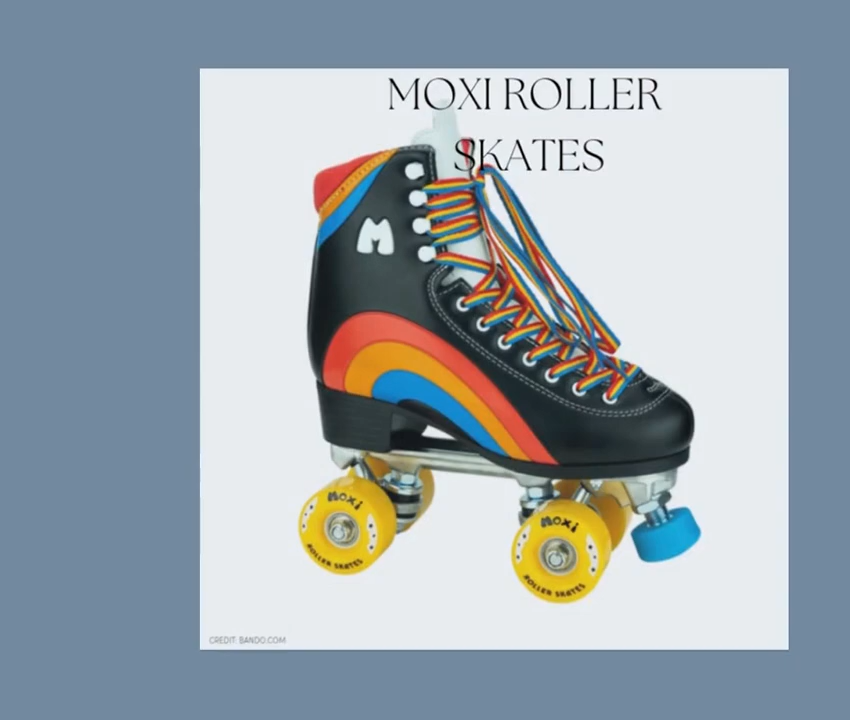 MOXI ROLLER
SKATES
M
MOXI
ROLLER SKATES
MOXI
ROLLER SKATES
CREDIT: BANDO.COM